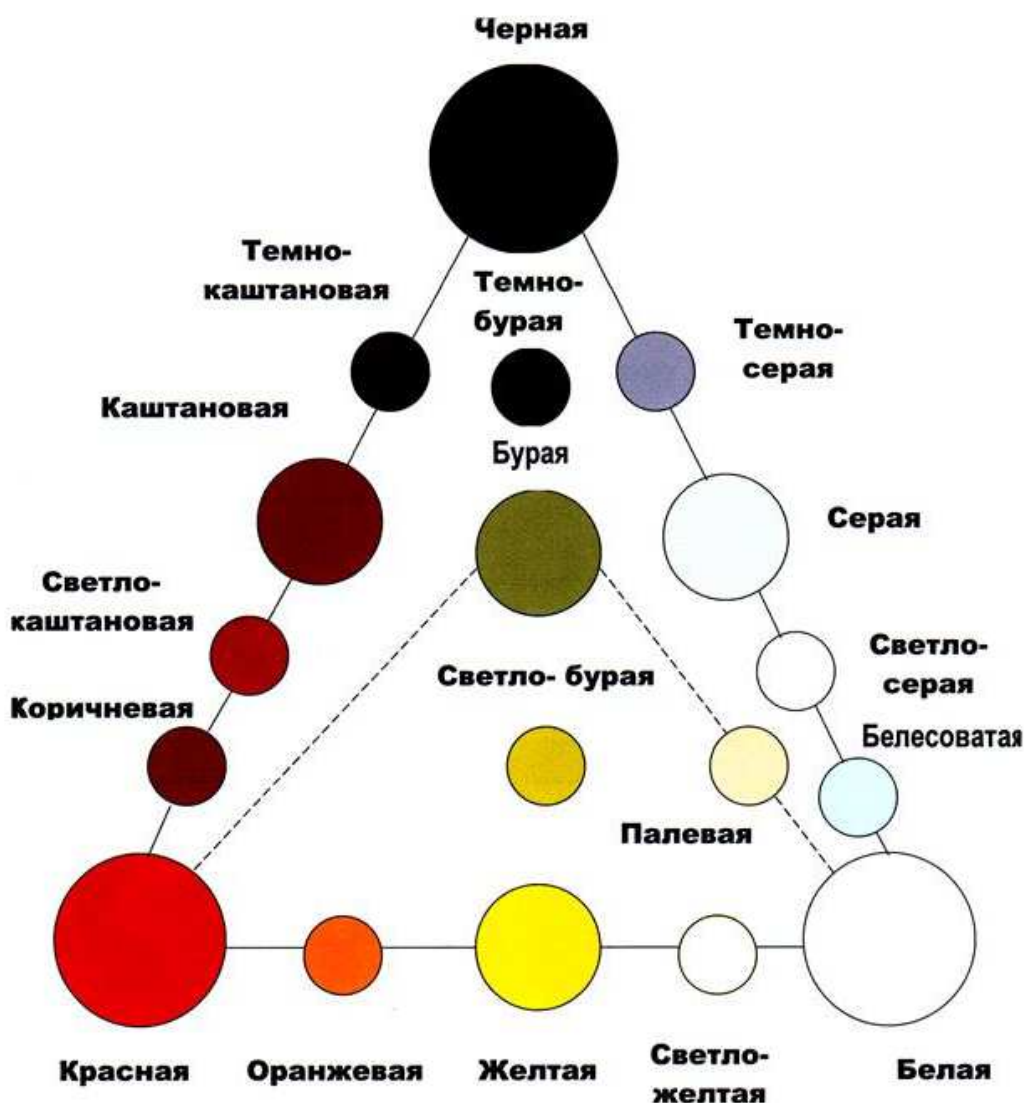 Черная
Темно-
каштановая
Темно-
бурая
Темно-
серая
Каштановая
Бурая
Серая
Светло-
каштановая
Светло-
серая
Светло- бурая
Коричневая
Белесоватая
Палевая
Красная
Оранжевая
Желтая
Светло-
желтая
Белая